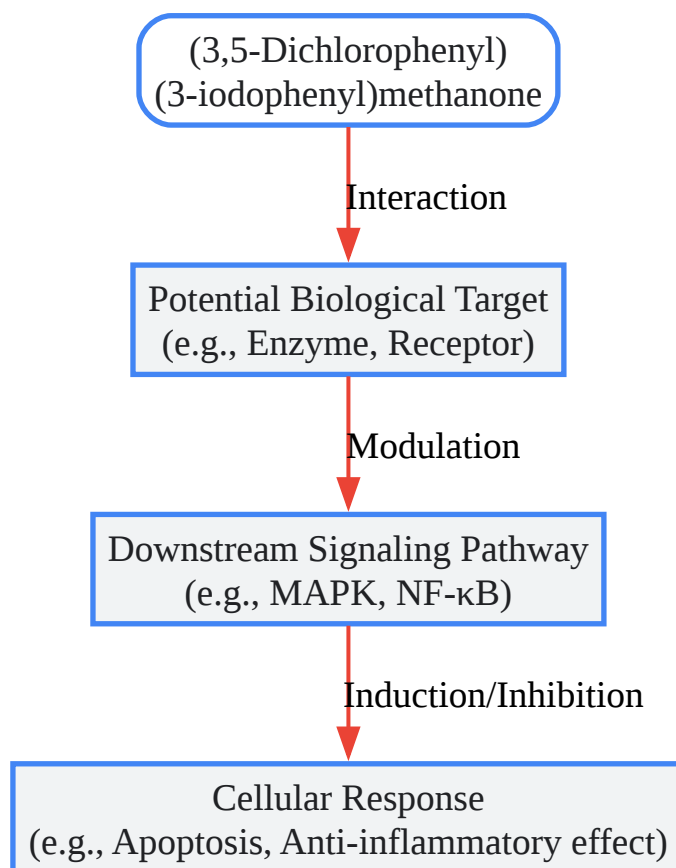 (3,5-Dichlorophenyl)
(3-iodophenyl)methanone
Interaction
Potential Biological Target
(e.g., Enzyme, Receptor)
Modulation
Downstream Signaling Pathway
(e.g., MAPK, NF-κB)
Induction/Inhibition
Cellular Response
(e.g., Apoptosis, Anti-inflammatory effect)